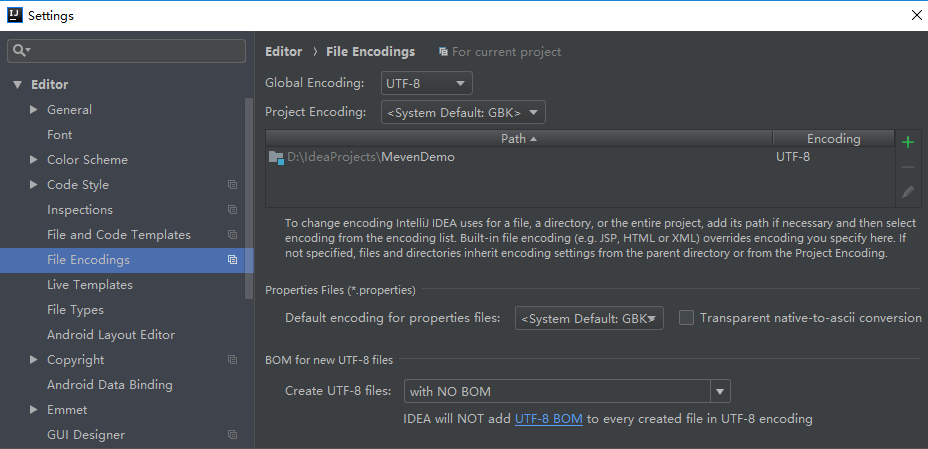 Settings
Editor
General
Font
Color Scheme
Code Style
Inspections
File and Code Templates
File Encodings
Live Templates
File Types
Android Layout Editor
Copyright
Android Data Binding
Emmet
GUI Designer
Editor › File Encodings For current project
Global Encoding: UTF-8
Project Encoding: <System Default: GBK>
Path Encoding
D:\IdeaProjects\MevenDemo UTF-8
To change encoding IntelliJ IDEA uses for a file, a directory, or the entire project, add its path if necessary and then select
encoding from the encoding list. Built-in file encoding (e.g. JSP, HTML or XML) overrides encoding you specify here. If
not specified, files and directories inherit encoding settings from the parent directory or from the Project Encoding.
Properties Files (*.properties)
Default encoding for properties files: <System Default: GBK Transparent native-to-ascii conversion
BOM for new UTF-8 files
Create UTF-8 files: with NO BOM
IDEA will NOT add UTF-8 BOM to every created file in UTF-8 encoding